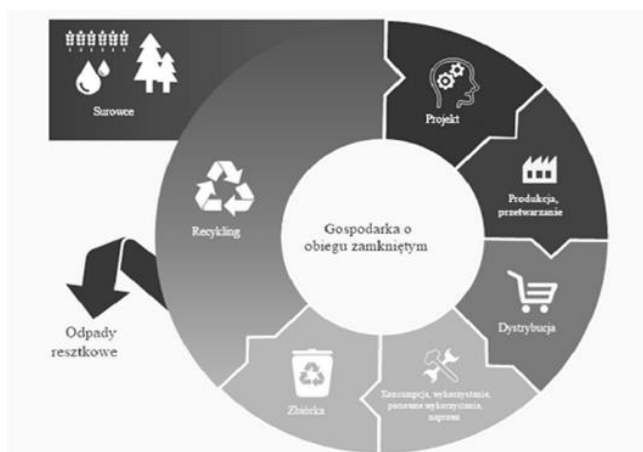 Surowce
Projekt
Produkcja,
przetwarzanie
Dystrybucja
Konsumpcja, wykorzystanie,
ponowne wykorzystanie,
naprawa
Zbiórka
Recykling
Odpady
resztkowe
Gospodarka o
obiegu zamkniętym